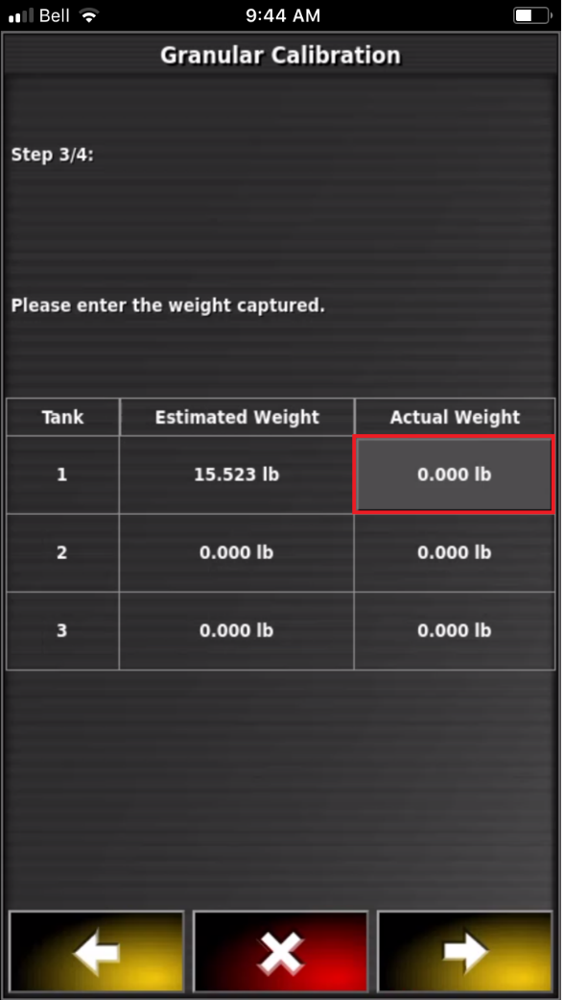 Bell 9:44 AM
Granular Calibration
Step 3/4:
Please enter the weight captured.
Tank Estimated Weight Actual Weight
1 15.523 lb 0.000 lb
2 0.000 lb 0.000 lb
3 0.000 lb 0.000 lb